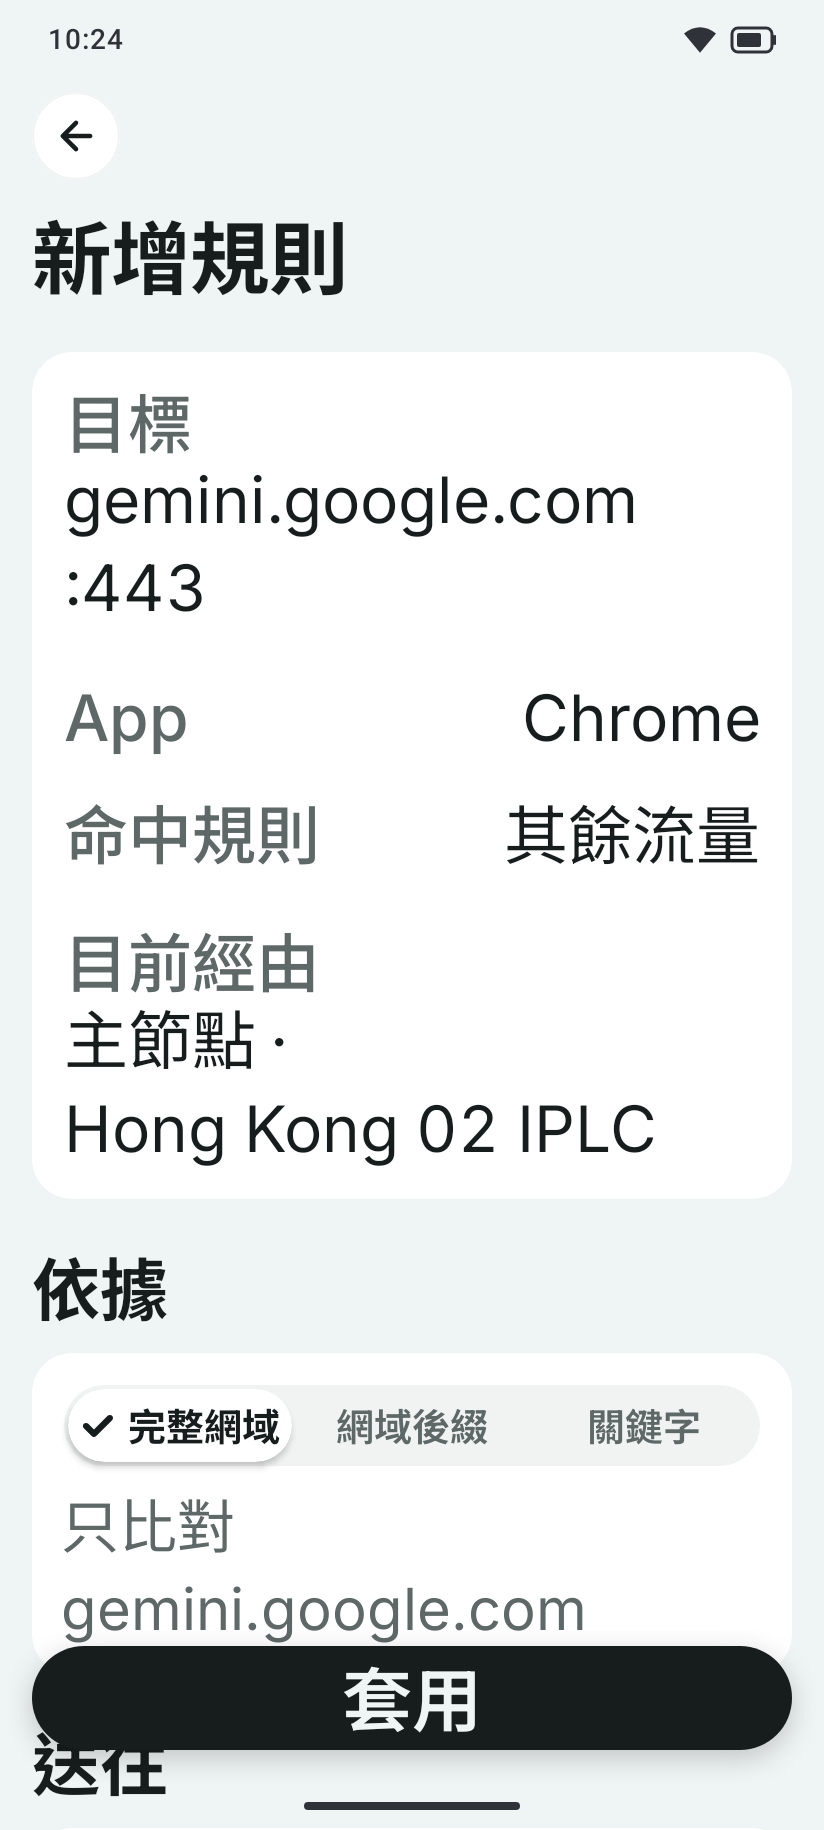 10:24
新增規則
目標
gemini.google.com
:443
App Chrome
命中規則 其餘流量
目前經由
主節點 ·
Hong Kong 02 IPLC
依據
完整網域 網域後綴 關鍵字
只比對
gemini.google.com
套用
送往